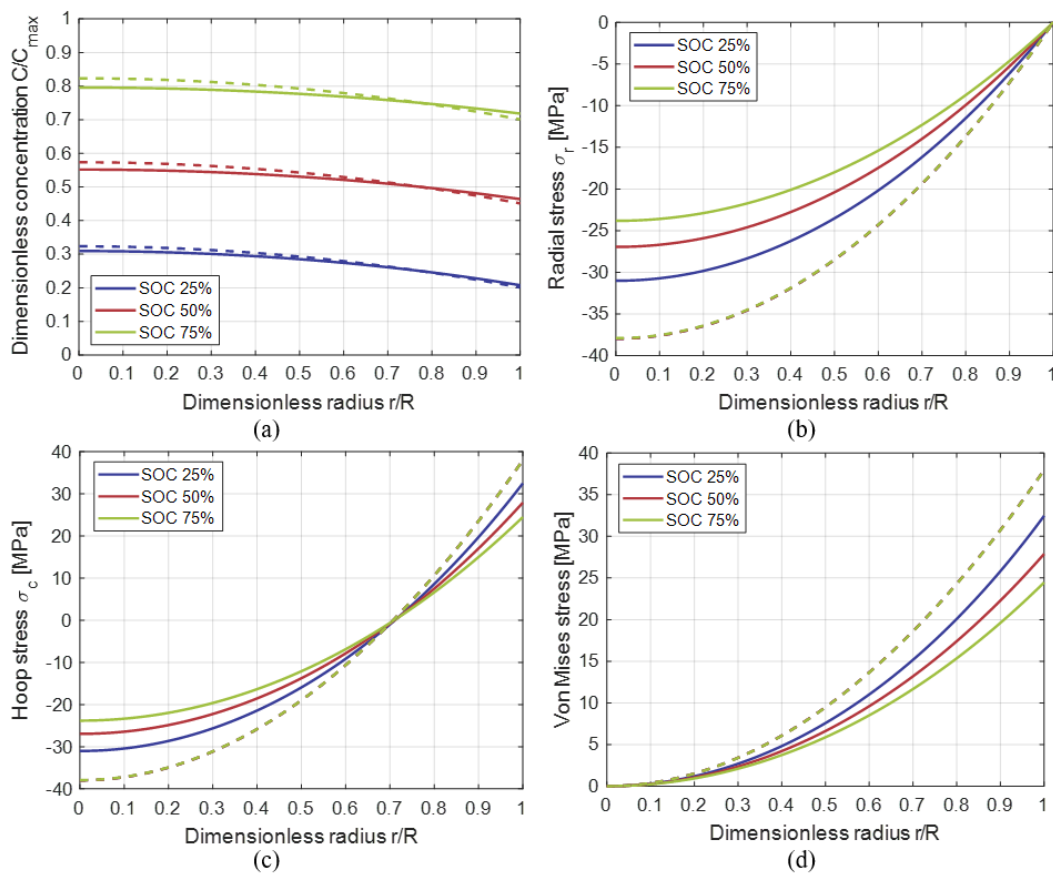 Dimensionless concentration C/Cmax
1
0.9
0.8
0.7
0.6
0.5
0.4
0.3
0.2
0.1
0
SOC 25%
SOC 50%
SOC 75%
0 0.1 0.2 0.3 0.4 0.5 0.6 0.7 0.8 0.9 1
Dimensionless radius r/R
(a)
Radial stress σr [MPa]
0
-5
-10
-15
-20
-25
-30
-35
-40
SOC 25%
SOC 50%
SOC 75%
0 0.1 0.2 0.3 0.4 0.5 0.6 0.7 0.8 0.9 1
Dimensionless radius r/R
(b)
Hoop stress σc [MPa]
40
30
20
10
0
-10
-20
-30
-40
SOC 25%
SOC 50%
SOC 75%
0 0.1 0.2 0.3 0.4 0.5 0.6 0.7 0.8 0.9 1
Dimensionless radius r/R
(c)
Von Mises stress [MPa]
40
35
30
25
20
15
10
5
0
SOC 25%
SOC 50%
SOC 75%
0 0.1 0.2 0.3 0.4 0.5 0.6 0.7 0.8 0.9 1
Dimensionless radius r/R
(d)